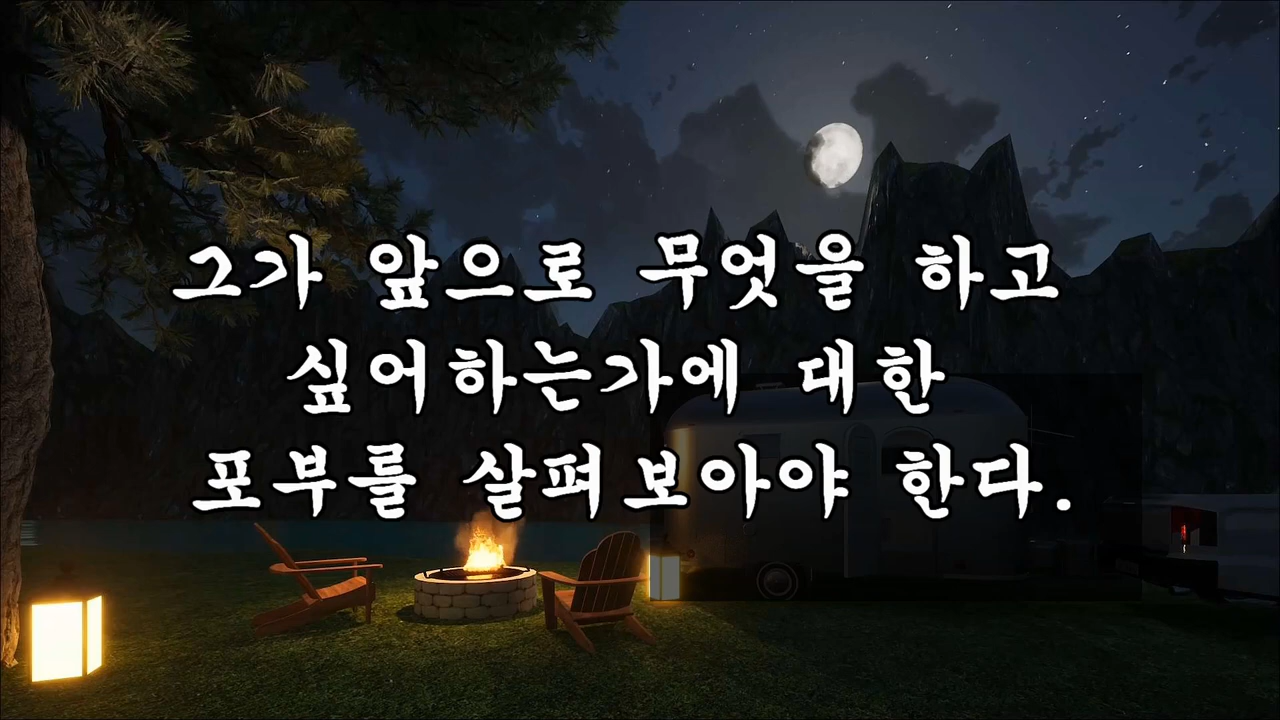 그가 앞으로 무엇을 하고
싶어하는가에 대한
포부를 살펴보아야 한다.